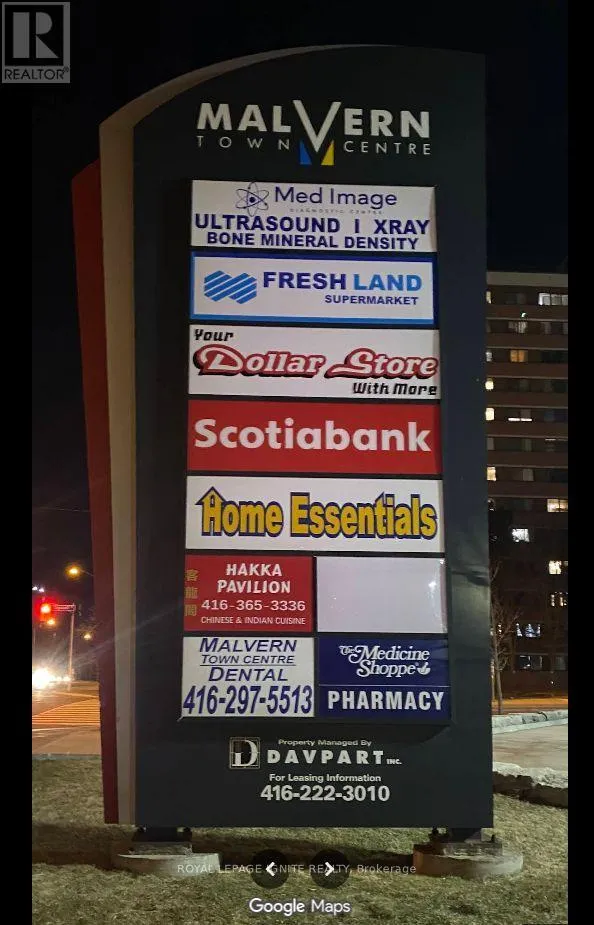 R
REALTOR®
MALVERN
TOWN CENTRE
Med Image
DIAGNOSTIC CENTRE
ULTRASOUND I XRAY
BONE MINERAL DENSITY
FRESH LAND
SUPERMARKET
Your
Dollar Store
With More
Scotiabank
Home Essentials
HAKKA
PAVILION
416-365-3336
CHINESE & INDIAN CUISINE
MALVERN
TOWN CENTRE
DENTAL
416-297-5513
The Medicine
Shoppe
PHARMACY
D
Property Managed By
DAVPART INC.
For Leasing Information
416-222-3010
ROYAL LEPAGE IGNITE REALTY, Brokerage
Google Maps